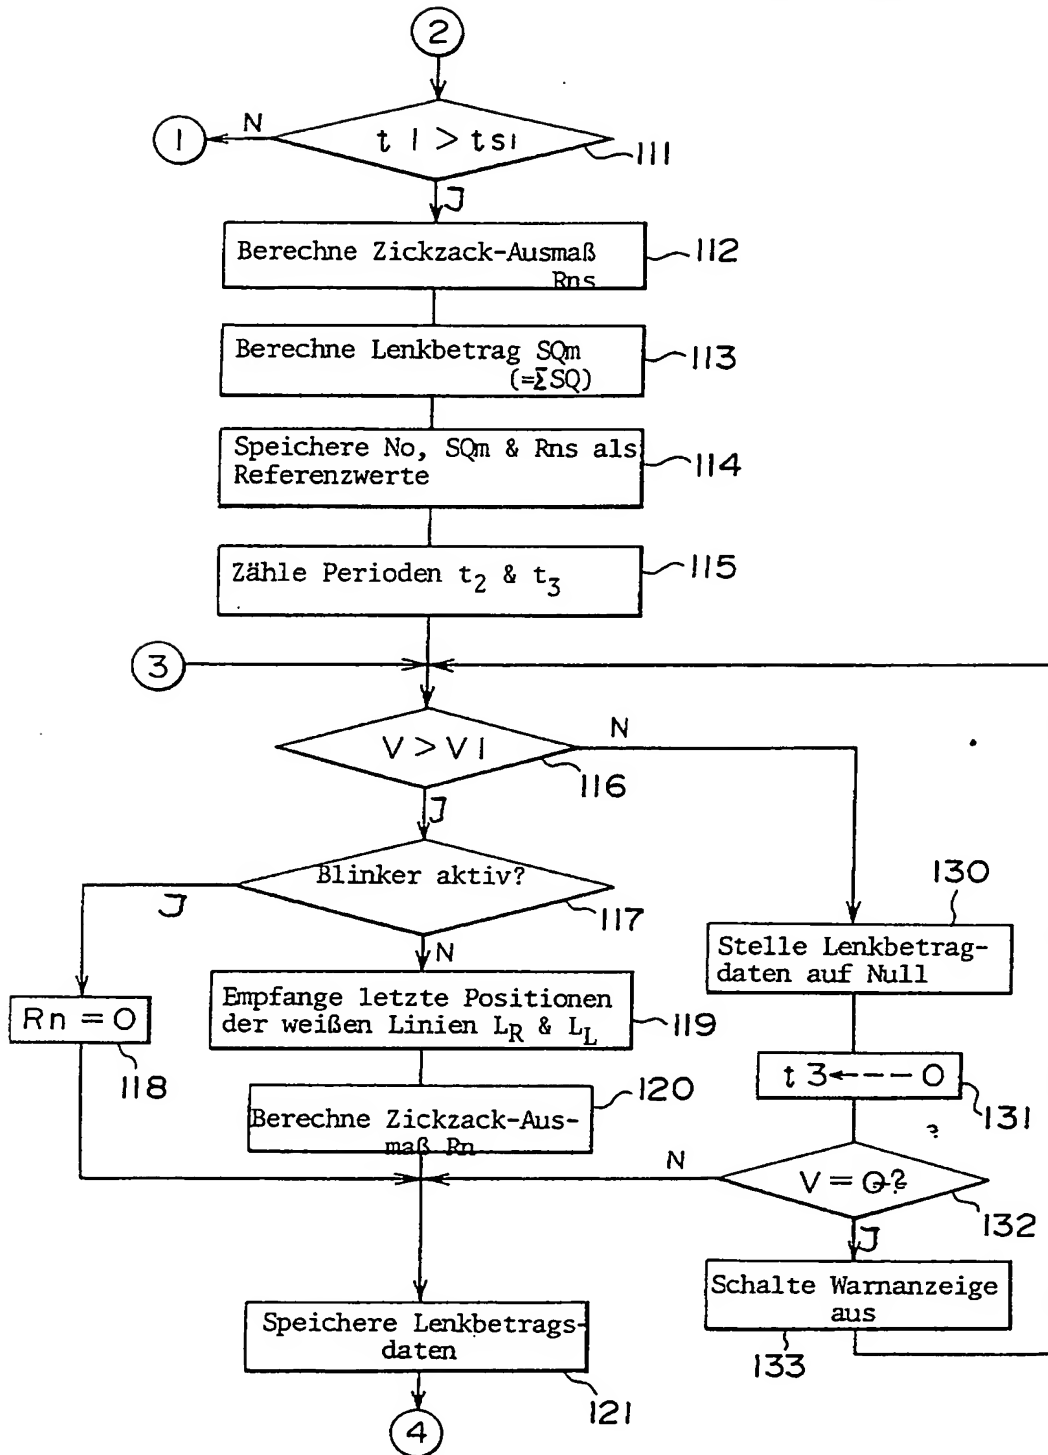 2
N
1
t 1 > ts1
111
J
Berechne Zickzack-Ausmaß
Rns
112
Berechne Lenkbetrag SQm
(=ΣSQ)
113
Speichere No, SQm & Rns als
Referenzwerte
114
Zähle Perioden t2 & t3
115
3
V > V1
N
116
J
Blinker aktiv?
J
117
N
130
Stelle Lenkbetrag-
daten auf Null
Rn = 0
118
Empfange letzte Positionen
der weißen Linien LR & LL
119
t 3 ←--- 0
131
120
Berechne Zickzack-Aus-
maß Rn
?
N
V = 0?
132
J
Schalte Warnanzeige
aus
133
Speichere Lenkbetrags-
daten
121
4